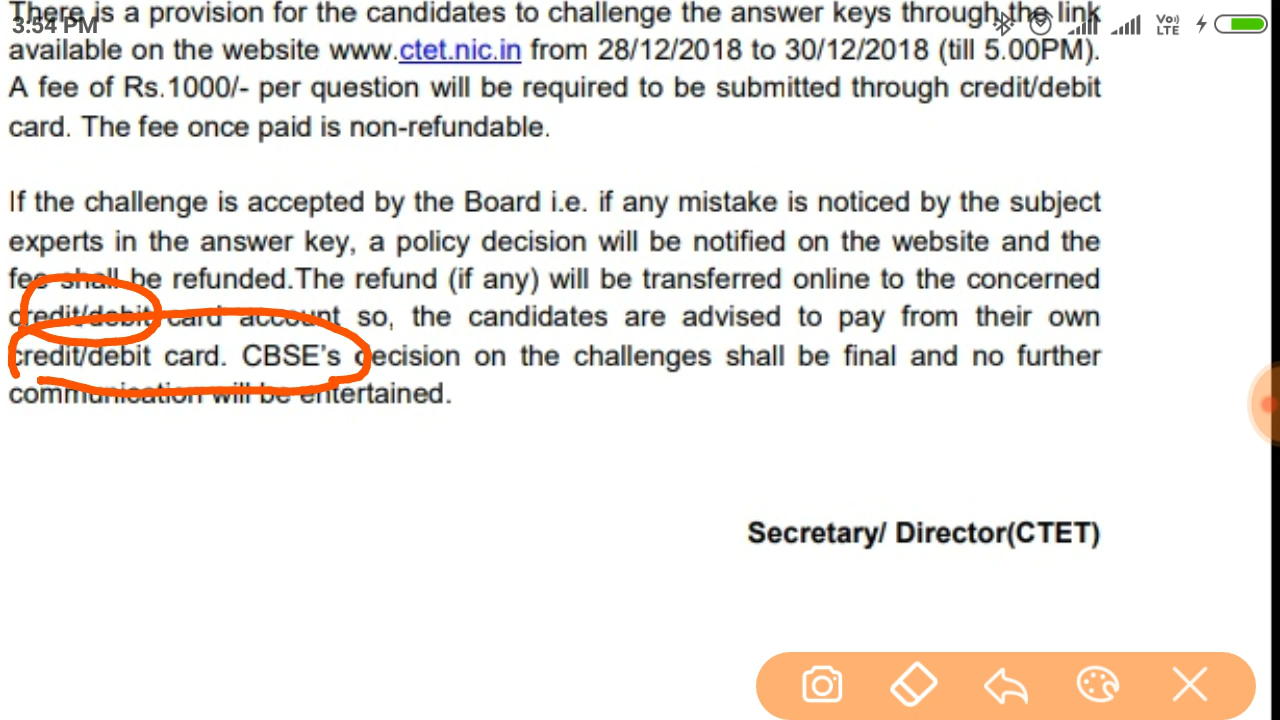 There is a provision for the candidates to challenge the answer keys through the link
3:54 PM
Vo))
LTE
available on the website www.ctet.nic.in from 28/12/2018 to 30/12/2018 (till 5.00PM).
A fee of Rs.1000/- per question will be required to be submitted through credit/debit
card. The fee once paid is non-refundable.
If the challenge is accepted by the Board i.e. if any mistake is noticed by the subject
experts in the answer key, a policy decision will be notified on the website and the
fee shall be refunded.The refund (if any) will be transferred online to the concerned
credit/debit card account so, the candidates are advised to pay from their own
credit/debit card. CBSE's decision on the challenges shall be final and no further
communication will be entertained.
Secretary/ Director(CTET)